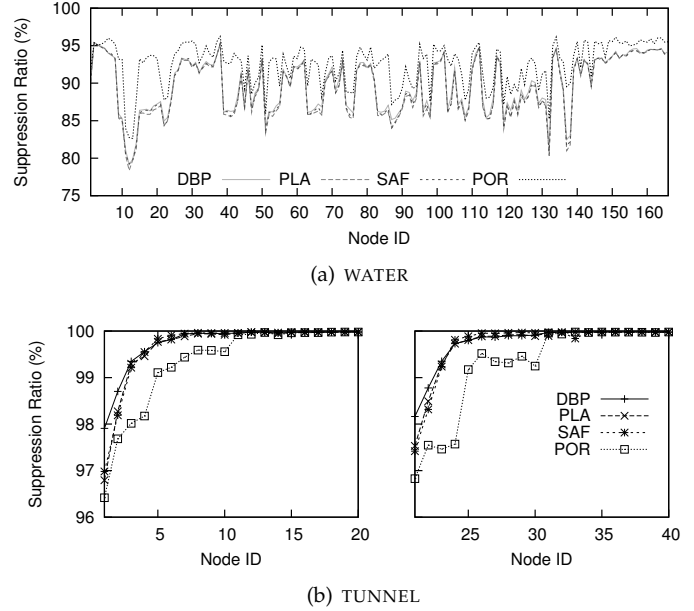 Suppression Ratio (%)
100
95
90
85
80
75
DBP PLA SAF POR
10 20 30 40 50 60 70 80 90 100 110 120 130 140 150 160
Node ID
(a) WATER
Suppression Ratio (%)
100
99
98
97
96
5 10 15 20
Node ID
DBP
PLA
SAF
POR
25 30 35 40
Node ID
(b) TUNNEL